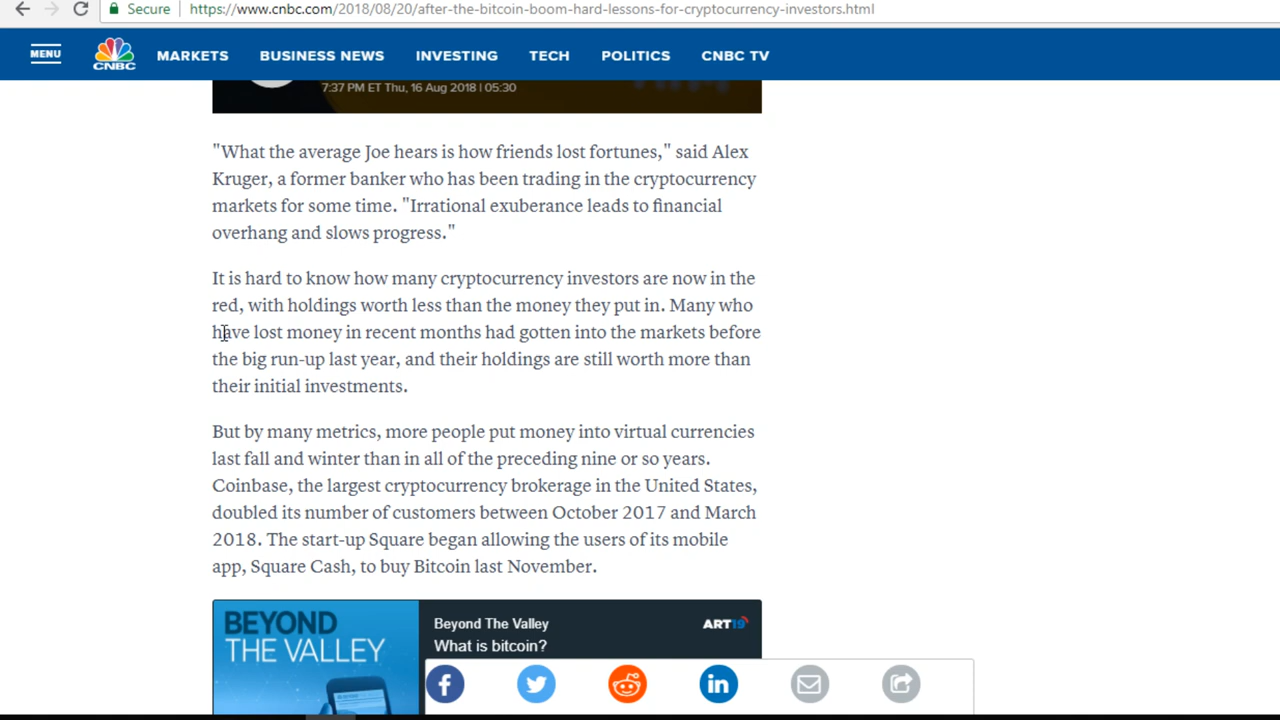 Secure
https://www.cnbc.com/2018/08/20/after-the-bitcoin-boom-hard-lessons-for-cryptocurrency-investors.html
MENU
CNBC
MARKETS
BUSINESS NEWS
INVESTING
TECH
POLITICS
CNBC TV
7:37 PM ET Thu, 16 Aug 2018 | 05:30
"What the average Joe hears is how friends lost fortunes," said Alex
Kruger, a former banker who has been trading in the cryptocurrency
markets for some time. "Irrational exuberance leads to financial
overhang and slows progress."
It is hard to know how many cryptocurrency investors are now in the
red, with holdings worth less than the money they put in. Many who
have lost money in recent months had gotten into the markets before
the big run-up last year, and their holdings are still worth more than
their initial investments.
But by many metrics, more people put money into virtual currencies
last fall and winter than in all of the preceding nine or so years.
Coinbase, the largest cryptocurrency brokerage in the United States,
doubled its number of customers between October 2017 and March
2018. The start-up Square began allowing the users of its mobile
app, Square Cash, to buy Bitcoin last November.
BEYOND
THE VALLEY
Beyond The Valley
ART19
What is bitcoin?
in